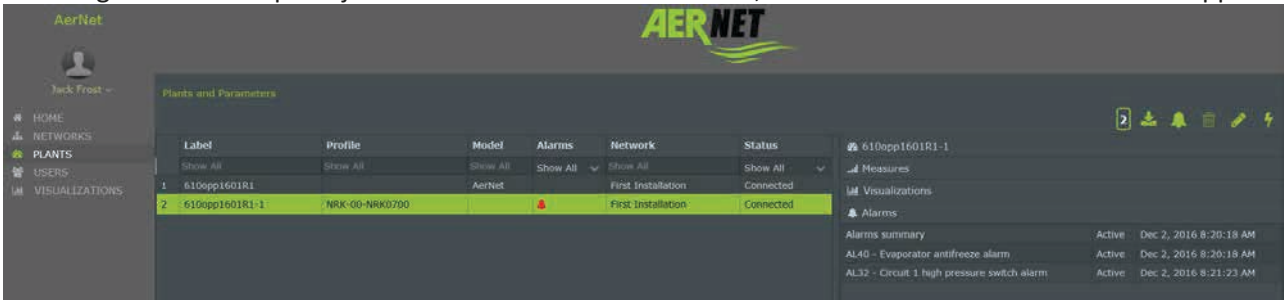 AerNet
AERNET
Jack Frost
Plants and Parameters
HOME
NETWORKS
PLANTS
USERS
VISUALIZATIONS
2
Label Profile Model Alarms Network Status
Show All Show All Show All Show All Show All Show All
1 610opp1601R1 AerNet First Installation Connected
2 610opp1601R1-1 NRK-00-NRK0700 First Installation Connected
610opp1601R1-1
Measures
Visualizations
Alarms
Alarms summary Active Dec 2, 2016 8:20:18 AM
AL40 - Evaporator antifreeze alarm Active Dec 2, 2016 8:20:18 AM
AL32 - Circuit 1 high pressure switch alarm Active Dec 2, 2016 8:21:23 AM